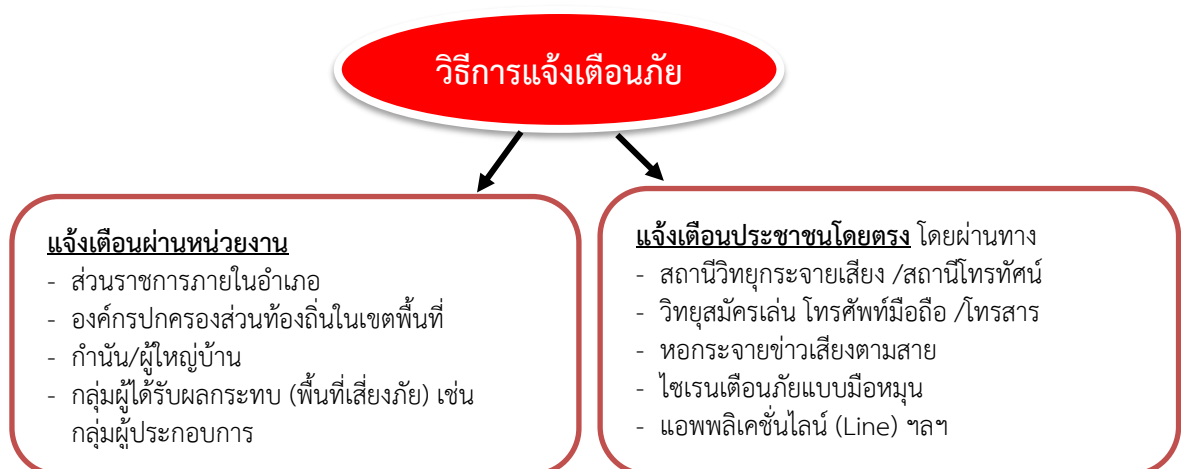 วิธีการแจ้งเตือนภัย
แจ้งเตือนผ่านหน่วยงาน
- ส่วนราชการภายในอำเภอ
- องค์กรปกครองส่วนท้องถิ่นในเขตพื้นที่
- กำนัน/ผู้ใหญ่บ้าน
- กลุ่มผู้ได้รับผลกระทบ (พื้นที่เสี่ยงภัย) เช่น
กลุ่มผู้ประกอบการ
แจ้งเตือนประชาชนโดยตรง โดยผ่านทาง
- สถานีวิทยุกระจายเสียง /สถานีโทรทัศน์
- วิทยุสมัครเล่น โทรศัพท์มือถือ /โทรสาร
- หอกระจายข่าวเสียงตามสาย
- ไซเรนเตือนภัยแบบมือหมุน
- แอพพลิเคชั่นไลน์ (Line) ฯลฯ